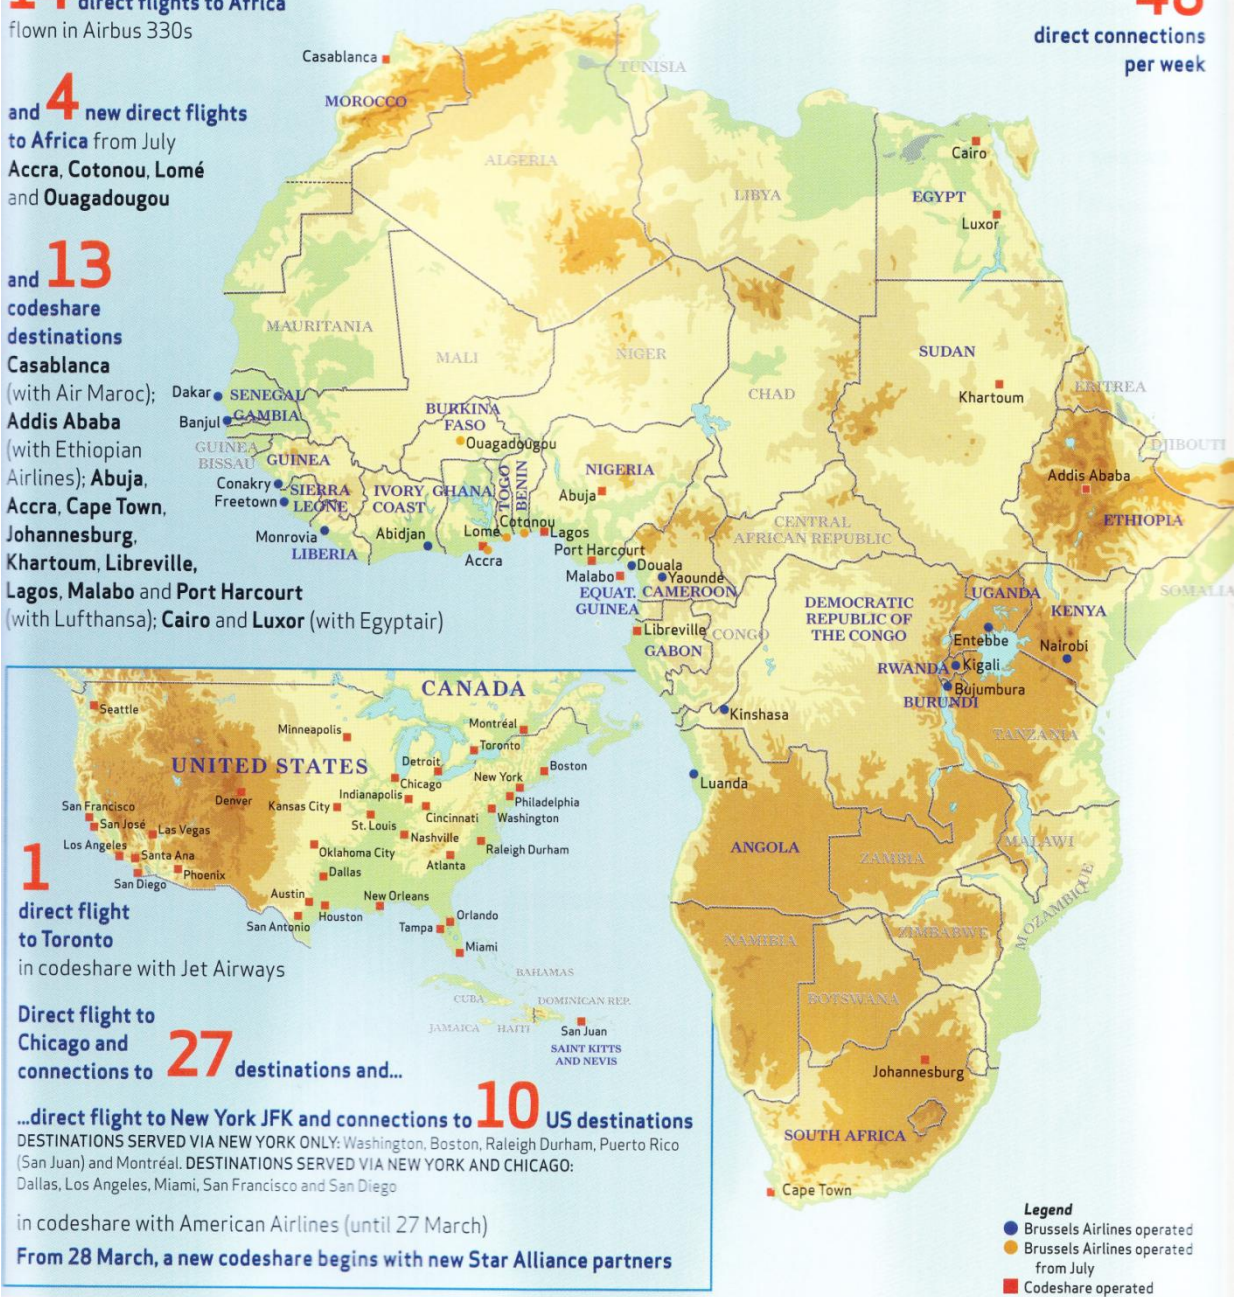 14 direct flights to Africa
flown in Airbus 330s
and 4 new direct flights
to Africa from July
Accra, Cotonou, Lomé
and Ouagadougou
and 13
codeshare
destinations
Casablanca
(with Air Maroc);
Addis Ababa
(with Ethiopian
Airlines); Abuja,
Accra, Cape Town,
Johannesburg,
Khartoum, Libreville,
Lagos, Malabo and Port Harcourt
(with Lufthansa); Cairo and Luxor (with Egyptair)
direct connections
per week
Casablanca
MOROCCO
TUNISIA
ALGERIA
LIBYA
Cairo
EGYPT
Luxor
MAURITANIA
MALI
NIGER
CHAD
SUDAN
Khartoum
ERITREA
DJIBOUTI
Dakar
SENEGAL
Banjul
GAMBIA
GUINEA
BISSAU
GUINEA
Conakry
Freetown
SIERRA
LEONE
Monrovia
LIBERIA
IVORY
COAST
Abidjan
BURKINA
FASO
Ouagadougou
GHANA
TOGO
BENIN
Lomé
Cotonou
Accra
NIGERIA
Abuja
Lagos
Port Harcourt
Malabo
EQUAT.
GUINEA
Douala
Yaoundé
CAMEROON
CENTRAL
AFRICAN REPUBLIC
Addis Ababa
ETHIOPIA
SOMALIA
Libreville
GABON
CONGO
DEMOCRATIC
REPUBLIC OF
THE CONGO
UGANDA
Entebbe
KENYA
Nairobi
RWANDA
Kigali
Bujumbura
BURUNDI
Kinshasa
TANZANIA
Luanda
ANGOLA
ZAMBIA
MALAWI
MOZAMBIQUE
ZIMBABWE
NAMIBIA
BOTSWANA
Johannesburg
SOUTH AFRICA
Cape Town
CANADA
UNITED STATES
Seattle
Minneapolis
Montréal
Toronto
Detroit
Boston
Chicago
New York
Indianapolis
Philadelphia
Denver
Kansas City
Cincinnati
Washington
San Francisco
San José
Las Vegas
St. Louis
Nashville
Raleigh Durham
Los Angeles
Santa Ana
Oklahoma City
Atlanta
San Diego
Phoenix
Dallas
Austin
New Orleans
Houston
San Antonio
Orlando
Tampa
Miami
BAHAMAS
CUBA
DOMINICAN REP.
JAMAICA
HAITI
San Juan
SAINT KITTS
AND NEVIS
1
direct flight
to Toronto
in codeshare with Jet Airways
Direct flight to
Chicago and
connections to 27 destinations and...
...direct flight to New York JFK and connections to 10 US destinations
DESTINATIONS SERVED VIA NEW YORK ONLY: Washington, Boston, Raleigh Durham, Puerto Rico
(San Juan) and Montréal. DESTINATIONS SERVED VIA NEW YORK AND CHICAGO:
Dallas, Los Angeles, Miami, San Francisco and San Diego
in codeshare with American Airlines (until 27 March)
From 28 March, a new codeshare begins with new Star Alliance partners
Legend
Brussels Airlines operated
Brussels Airlines operated
from July
Codeshare operated